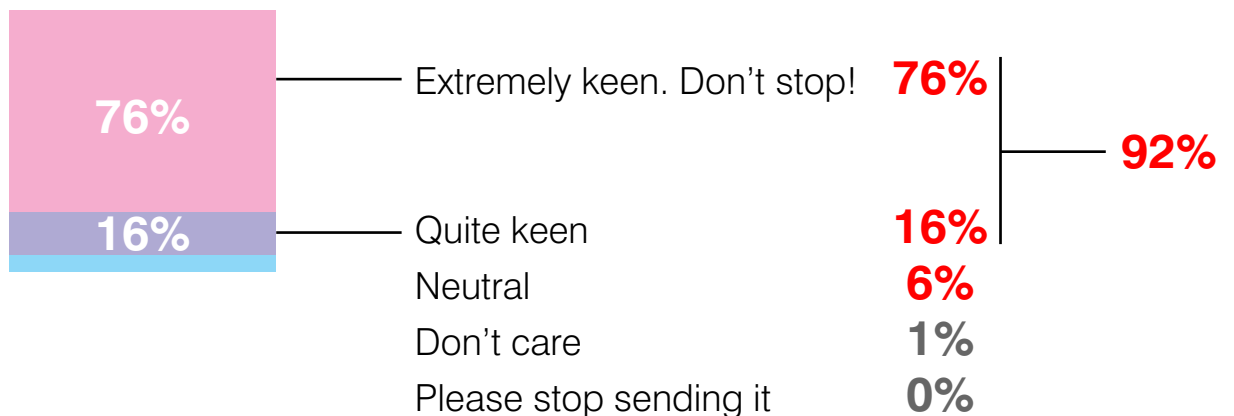 76%
16%
Extremely keen. Don’t stop! 76%
92%
Quite keen 16%
Neutral 6%
Don’t care 1%
Please stop sending it 0%